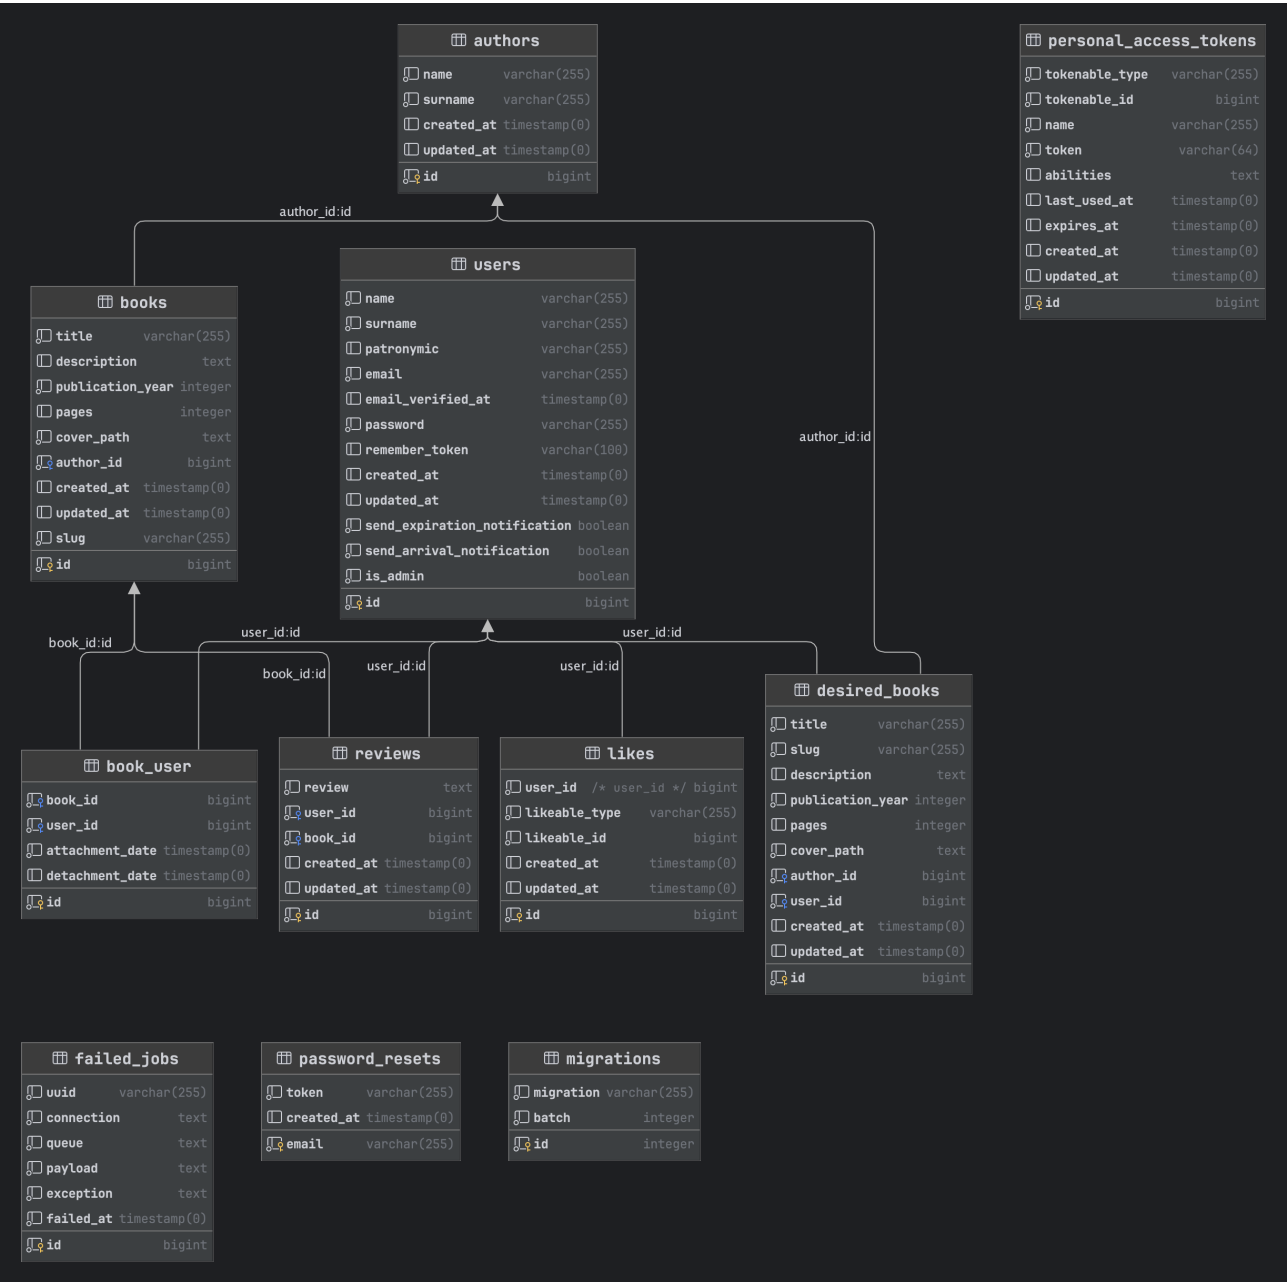 authors
name varchar(255)
surname varchar(255)
created_at timestamp(0)
updated_at timestamp(0)
id bigint
personal_access_tokens
tokenable_type varchar(255)
tokenable_id bigint
name varchar(255)
token varchar(64)
abilities text
last_used_at timestamp(0)
expires_at timestamp(0)
created_at timestamp(0)
updated_at timestamp(0)
id bigint
author_id:id
author_id:id
books
title varchar(255)
description text
publication_year integer
pages integer
cover_path text
author_id bigint
created_at timestamp(0)
updated_at timestamp(0)
slug varchar(255)
id bigint
users
name varchar(255)
surname varchar(255)
patronymic varchar(255)
email varchar(255)
email_verified_at timestamp(0)
password varchar(255)
remember_token varchar(100)
created_at timestamp(0)
updated_at timestamp(0)
send_expiration_notification boolean
send_arrival_notification boolean
is_admin boolean
id bigint
book_id:id
user_id:id
user_id:id
book_id:id
user_id:id
user_id:id
book_user
book_id bigint
user_id bigint
attachment_date timestamp(0)
detachment_date timestamp(0)
id bigint
reviews
review text
user_id bigint
book_id bigint
created_at timestamp(0)
updated_at timestamp(0)
id bigint
likes
user_id /* user_id */ bigint
likeable_type varchar(255)
likeable_id bigint
created_at timestamp(0)
updated_at timestamp(0)
id bigint
desired_books
title varchar(255)
slug varchar(255)
description text
publication_year integer
pages integer
cover_path text
author_id bigint
user_id bigint
created_at timestamp(0)
updated_at timestamp(0)
id bigint
failed_jobs
uuid varchar(255)
connection text
queue text
payload text
exception text
failed_at timestamp(0)
id bigint
password_resets
token varchar(255)
created_at timestamp(0)
email varchar(255)
migrations
migration varchar(255)
batch integer
id integer